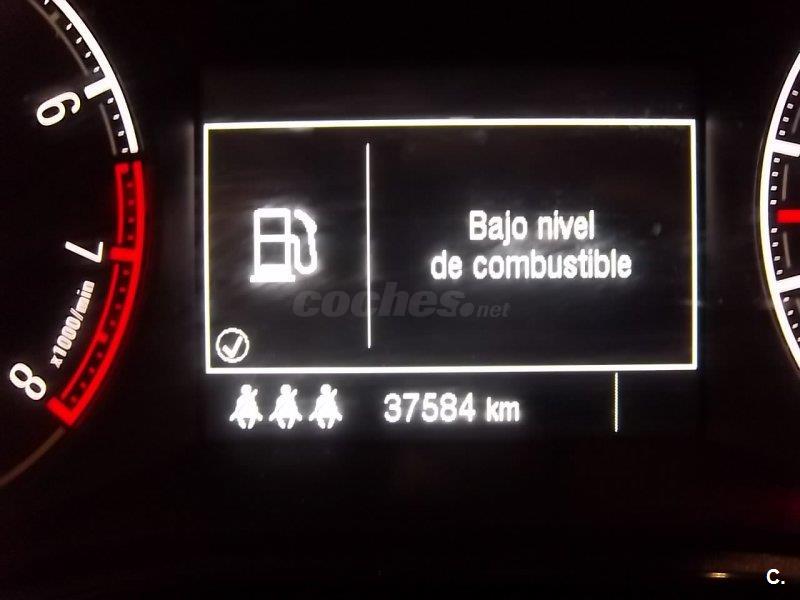 6
7
x1000/min
8
Bajo nivel
de combustible
coches.net
37584 km
C.